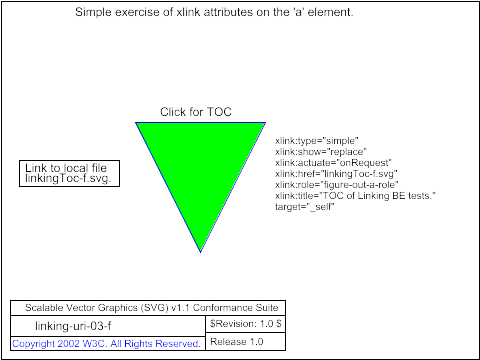 Simple exercise of xlink attributes on the 'a' element.
Click for TOC
Link to local file
linkingToc-f.svg.
xlink:type="simple"
xlink:show="replace"
xlink:actuate="onRequest"
xlink:href="linkingToc-f.svg"
xlink:role="figure-out-a-role"
xlink:title="TOC of Linking BE tests."
target="_self"
Scalable Vector Graphics (SVG) v1.1 Conformance Suite
linking-uri-03-f
$Revision: 1.0 $
Copyright 2002 W3C. All Rights Reserved.
Release 1.0